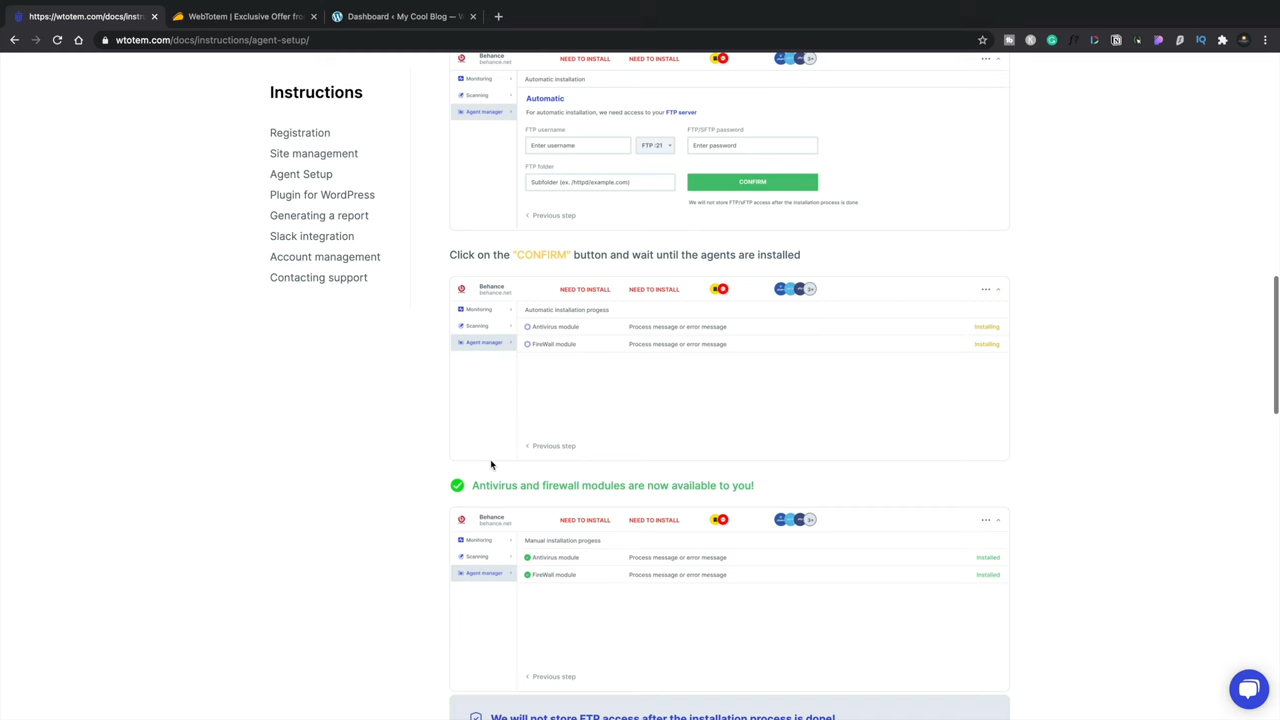 https://wtotem.com/docs/instru
WebTotem | Exclusive Offer fro
Dashboard ‹ My Cool Blog — W
wtotem.com/docs/instructions/agent-setup/
Instructions
Registration
Site management
Agent Setup
Plugin for WordPress
Generating a report
Slack integration
Account management
Contacting support
Behance
behance.net
NEED TO INSTALL
NEED TO INSTALL
3+
Monitoring
Scanning
Agent manager
Automatic installation
Automatic
For automatic installation, we need access to your FTP server
FTP username
FTP/SFTP password
Enter username
FTP :21
Enter password
FTP folder
Subfolder (ex. /httpd/example.com)
CONFIRM
We will not store FTP/sFTP access after the installation process is done
Previous step
Click on the "CONFIRM" button and wait until the agents are installed
Behance
behance.net
NEED TO INSTALL
NEED TO INSTALL
3+
Monitoring
Scanning
Agent manager
Automatic installation progess
Antivirus module
Process message or error message
Installing
FireWall module
Process message or error message
Installing
Previous step
Antivirus and firewall modules are now available to you!
Behance
behance.net
NEED TO INSTALL
NEED TO INSTALL
3+
Monitoring
Scanning
Agent manager
Manual installation progess
Antivirus module
Process message or error message
Installed
FireWall module
Process message or error message
Installed
Previous step
We will not store FTP access after the installation process is done!